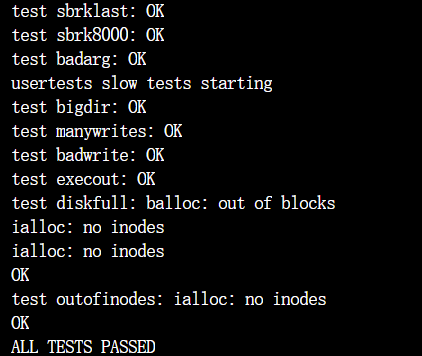 test sbrklast: OK
test sbrk8000: OK
test badarg: OK
usertests slow tests starting
test bigdir: OK
test manywrites: OK
test badwrite: OK
test execout: OK
test diskfull: balloc: out of blocks
ialloc: no inodes
ialloc: no inodes
OK
test outofinodes: ialloc: no inodes
OK
ALL TESTS PASSED